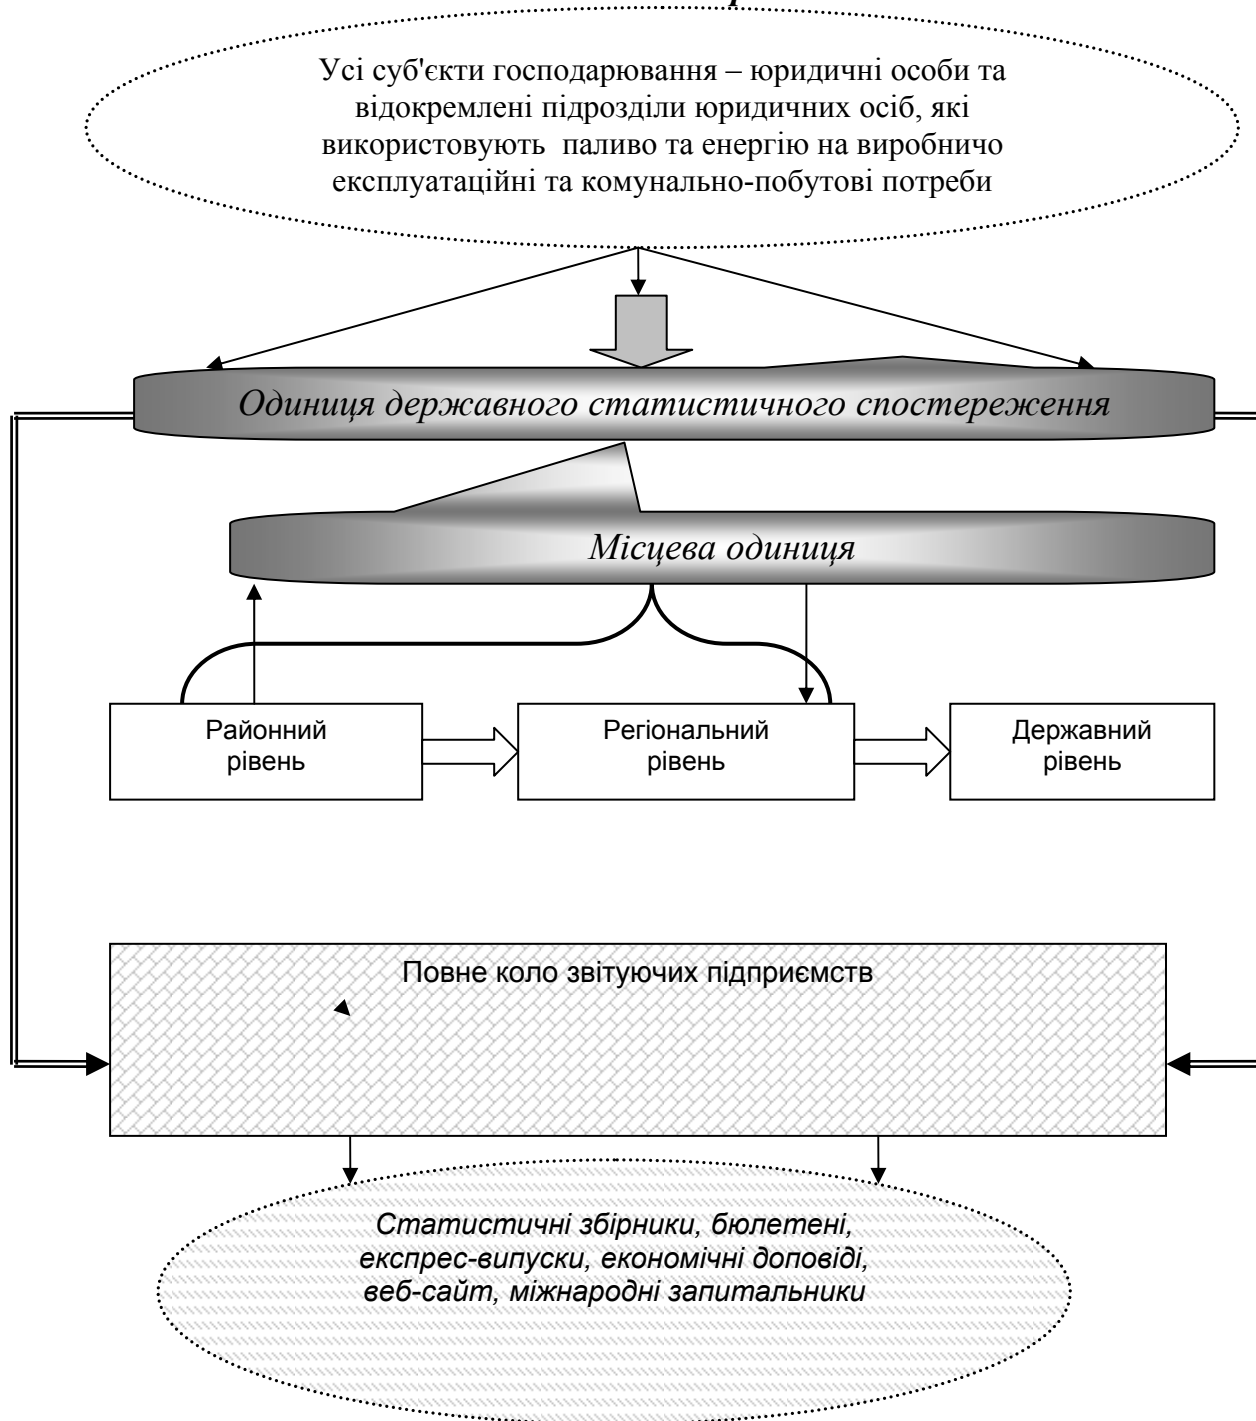 Усі суб'єкти господарювання – юридичні особи та
відокремлені підрозділи юридичних осіб, які
використовують паливо та енергію на виробничо
експлуатаційні та комунально-побутові потреби
Одиниця державного статистичного спостереження
Місцева одиниця
Районний
рівень
Регіональний
рівень
Державний
рівень
Повне коло звітуючих підприємств
Статистичні збірники, бюлетені,
експрес-випуски, економічні доповіді,
веб-сайт, міжнародні запитальники